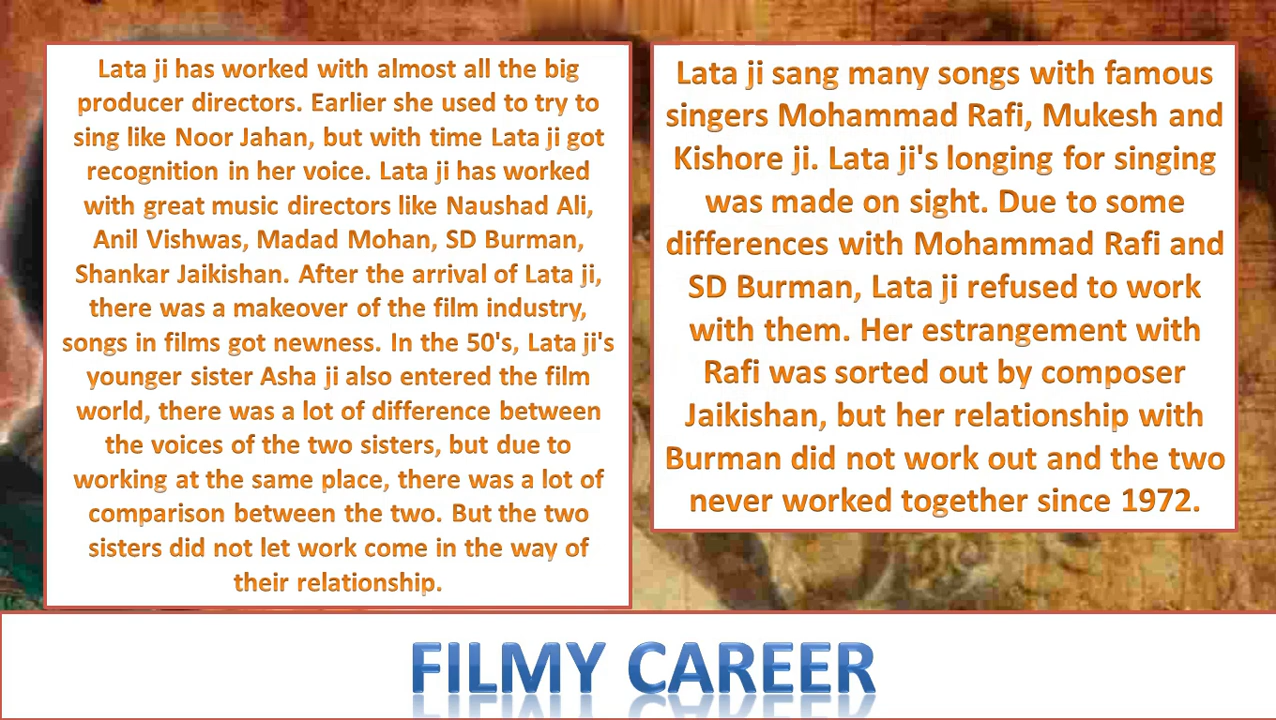 Lata ji has worked with almost all the big
producer directors. Earlier she used to try to
sing like Noor Jahan, but with time Lata ji got
recognition in her voice. Lata ji has worked
with great music directors like Naushad Ali,
Anil Vishwas, Madad Mohan, SD Burman,
Shankar Jaikishan. After the arrival of Lata ji,
there was a makeover of the film industry,
songs in films got newness. In the 50's, Lata ji's
younger sister Asha ji also entered the film
world, there was a lot of difference between
the voices of the two sisters, but due to
working at the same place, there was a lot of
comparison between the two. But the two
sisters did not let work come in the way of
their relationship.
Lata ji sang many songs with famous
singers Mohammad Rafi, Mukesh and
Kishore ji. Lata ji's longing for singing
was made on sight. Due to some
differences with Mohammad Rafi and
SD Burman, Lata ji refused to work
with them. Her estrangement with
Rafi was sorted out by composer
Jaikishan, but her relationship with
Burman did not work out and the two
never worked together since 1972.
FILMY CAREER